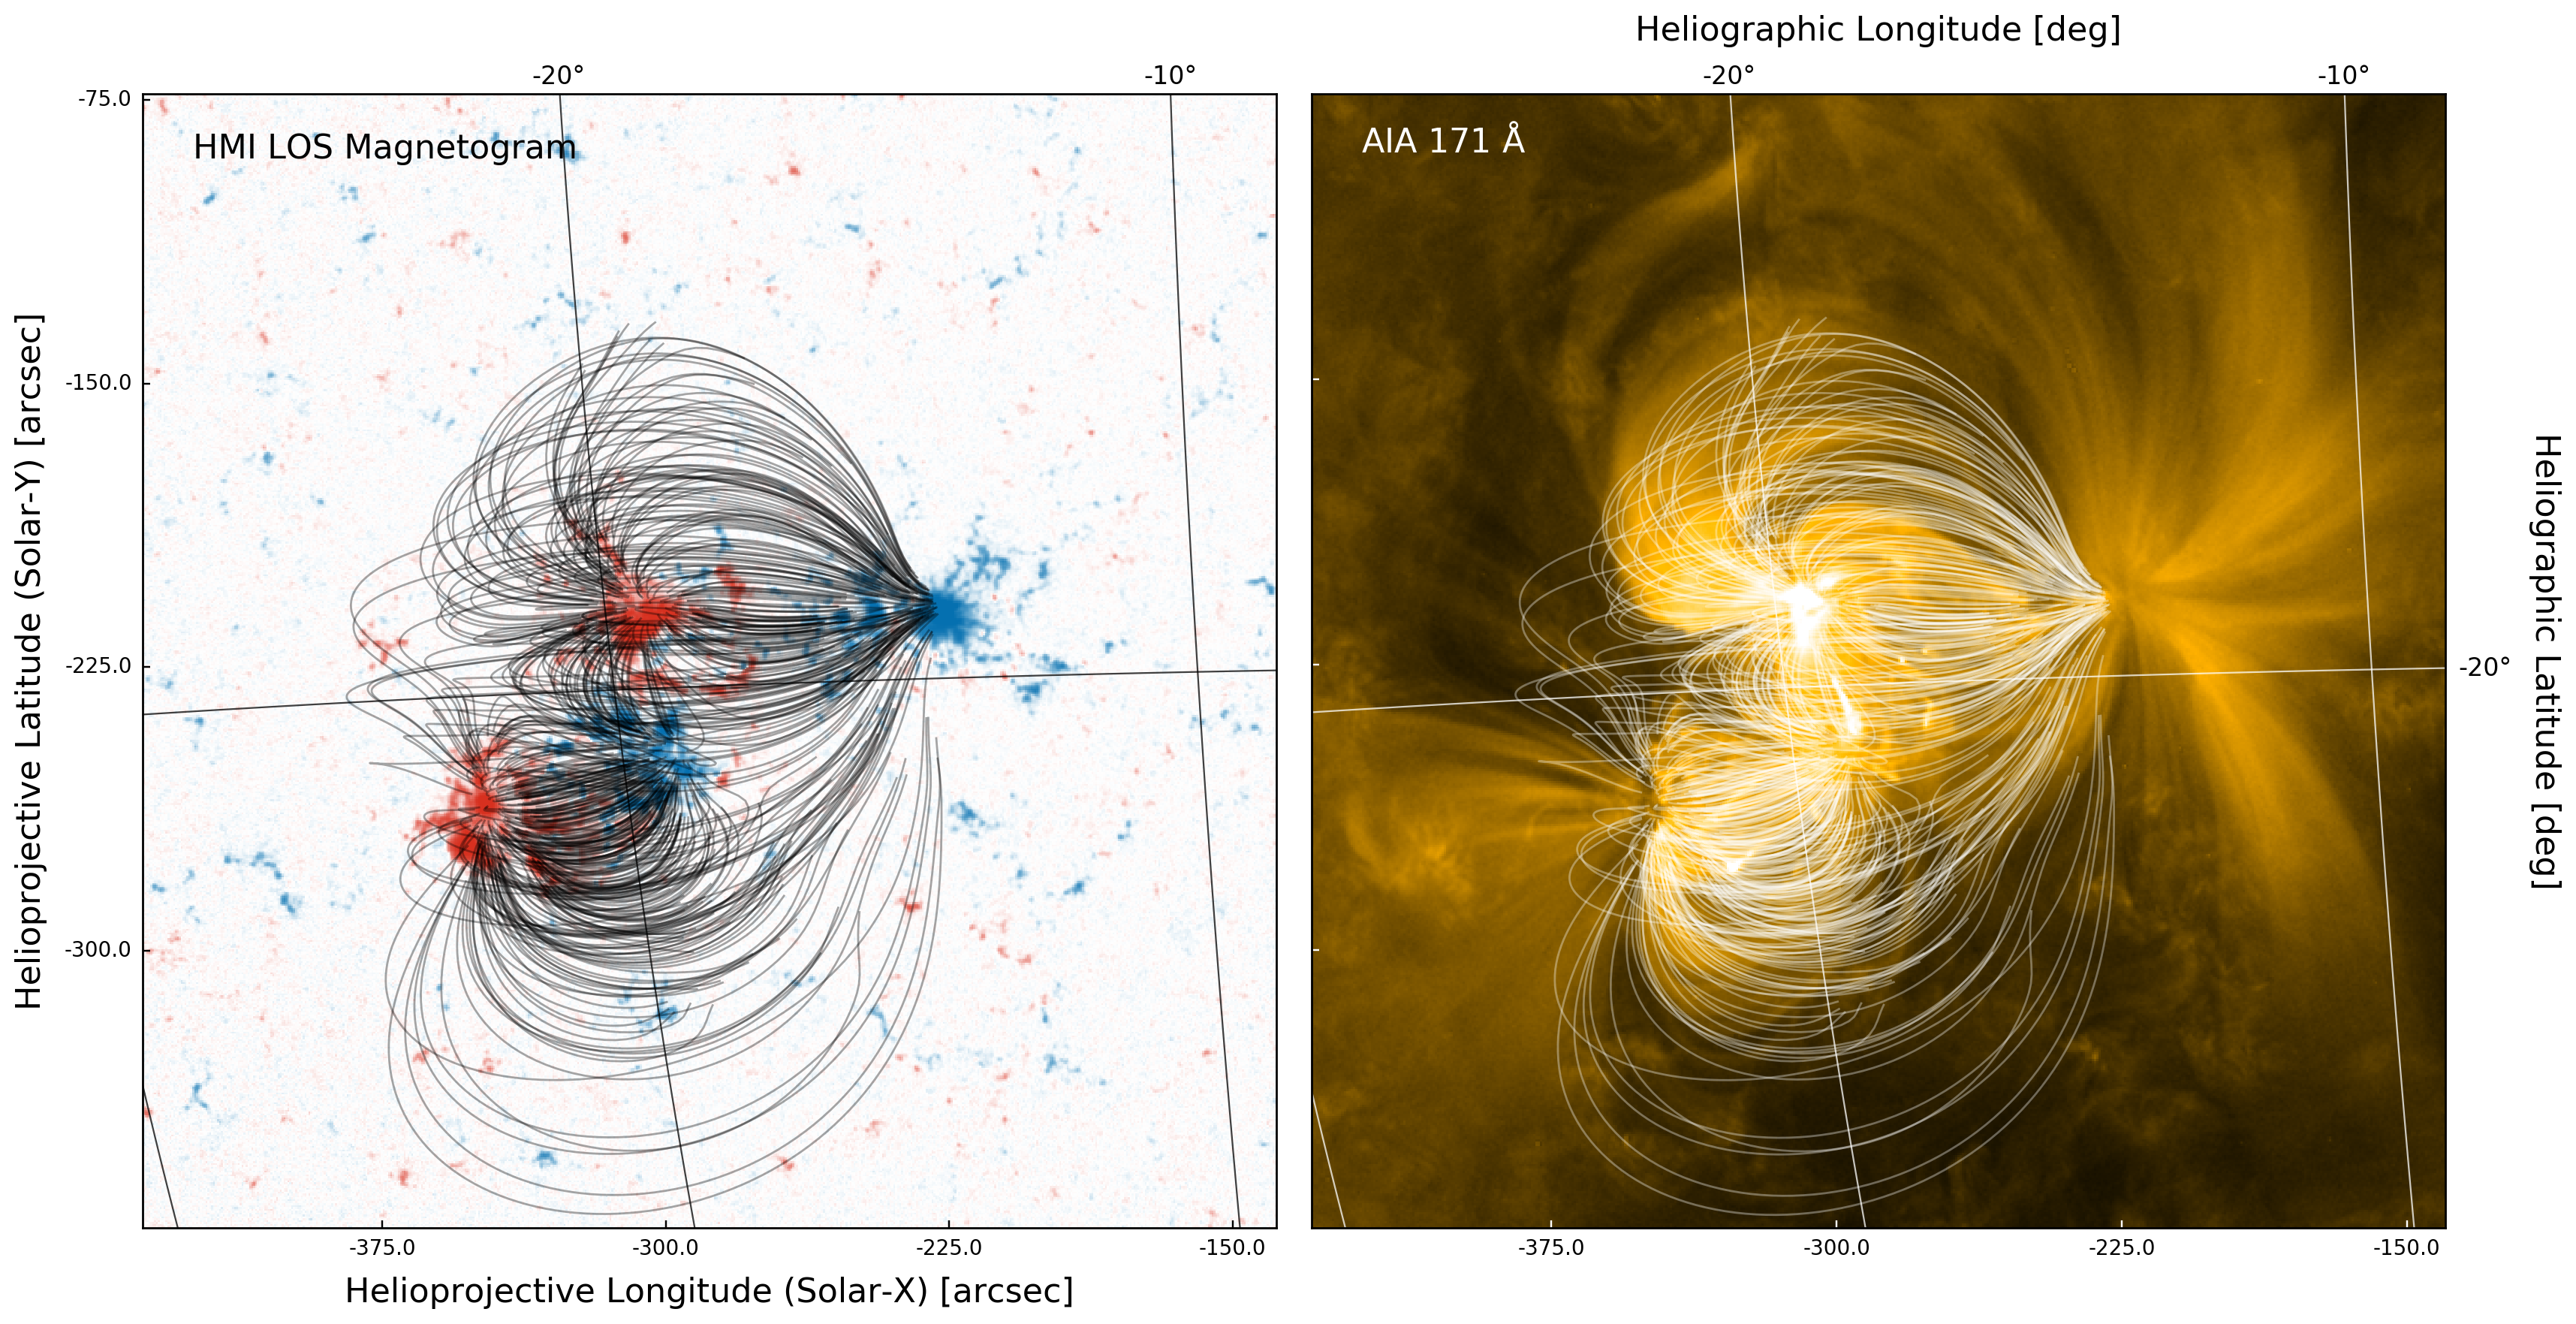 Heliographic Longitude [deg]
-20°
-10°
-20°
-10°
HMI LOS Magnetogram
AIA 171 Å
-75.0
-150.0
-225.0
-300.0
Helioprojective Latitude (Solar-Y) [arcsec]
-20°
Heliographic Latitude [deg]
-375.0
-300.0
-225.0
-150.0
-375.0
-300.0
-225.0
-150.0
Helioprojective Longitude (Solar-X) [arcsec]